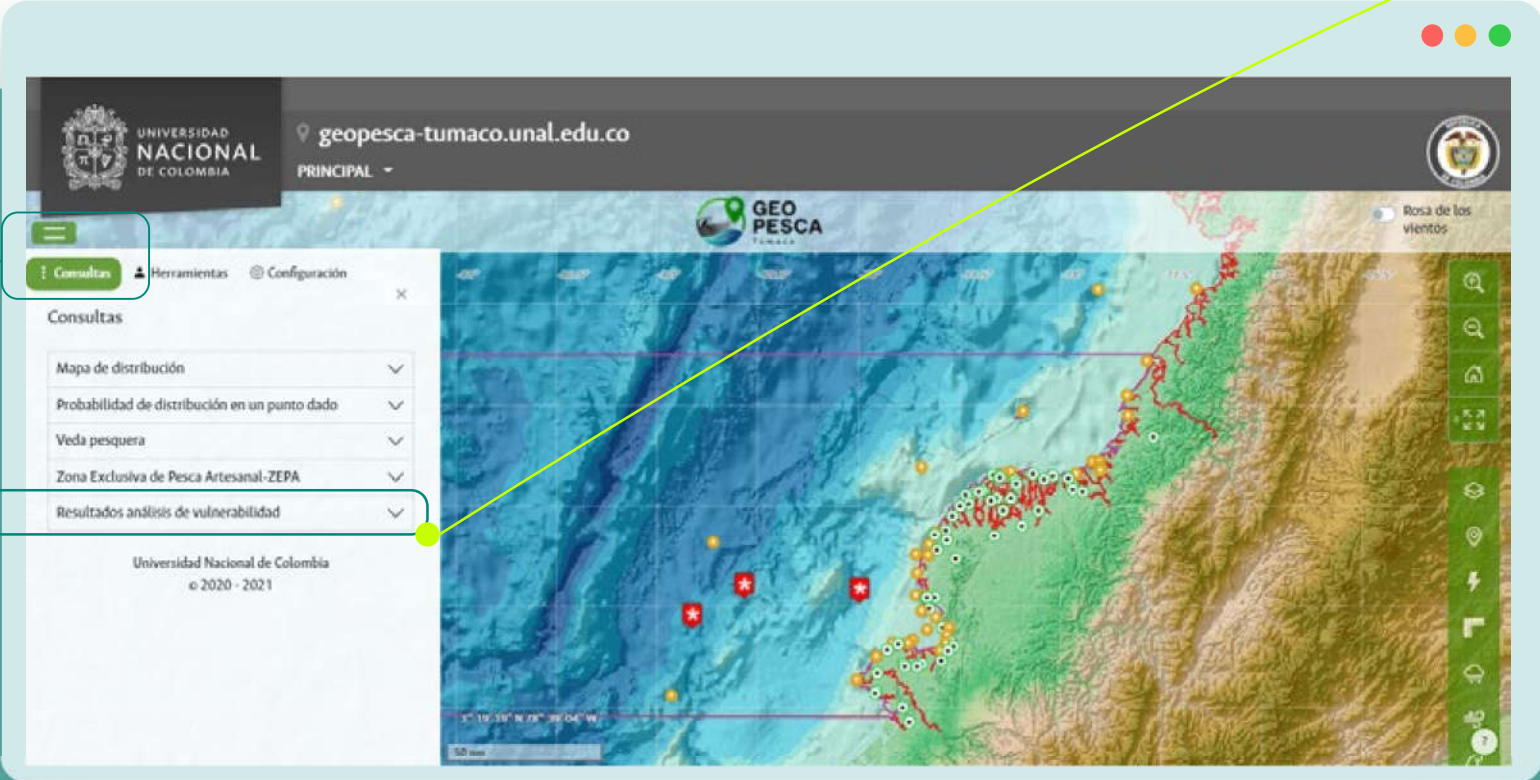 UNIVERSIDAD
NACIONAL
DE COLOMBIA
geopesca-tumaco.unal.edu.co
PRINCIPAL
GEO
PESCA
Tumaco
Rosa de los
vientos
Consultas
Herramientas
Configuración
Consultas
Mapa de distribución
Probabilidad de distribución en un punto dado
Veda pesquera
Zona Exclusiva de Pesca Artesanal-ZEPA
Resultados análisis de vulnerabilidad
Universidad Nacional de Colombia
© 2020 - 2021
?